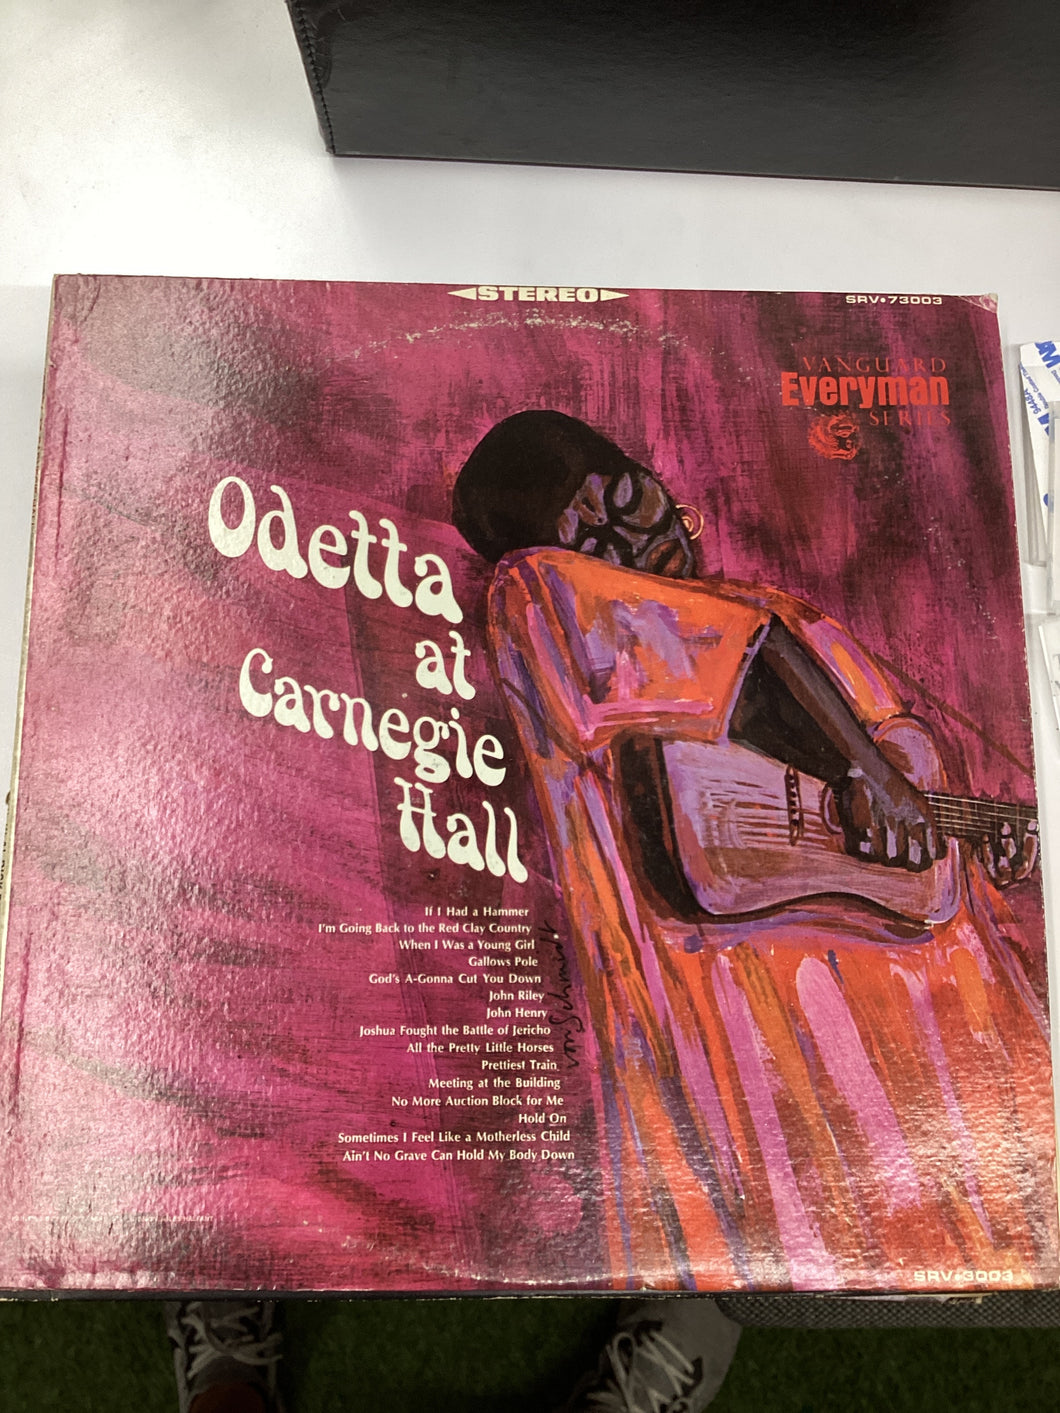 STEREO
SRV•73003
VANGUARD
Everyman
SERIES
Odetta
at
Carnegie
Hall
If I Had a Hammer
I'm Going Back to the Red Clay Country
When I Was a Young Girl
Gallows Pole
God's A-Gonna Cut You Down
John Riley
John Henry
Joshua Fought the Battle of Jericho
All the Pretty Little Horses
Prettiest Train
Meeting at the Building
No More Auction Block for Me
Hold On
Sometimes I Feel Like a Motherless Child
Ain't No Grave Can Hold My Body Down
von Schmidt
SRV•3003